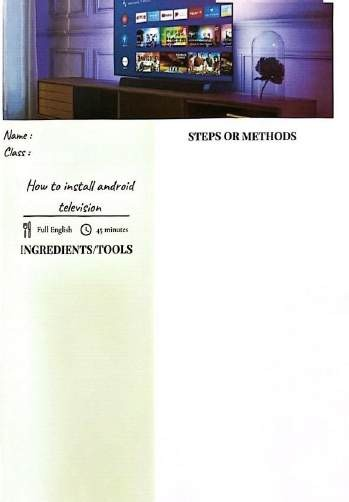 Name :
Class :
How to install android
television
Full English
45 minutes
INGREDIENTS/TOOLS
STEPS OR METHODS